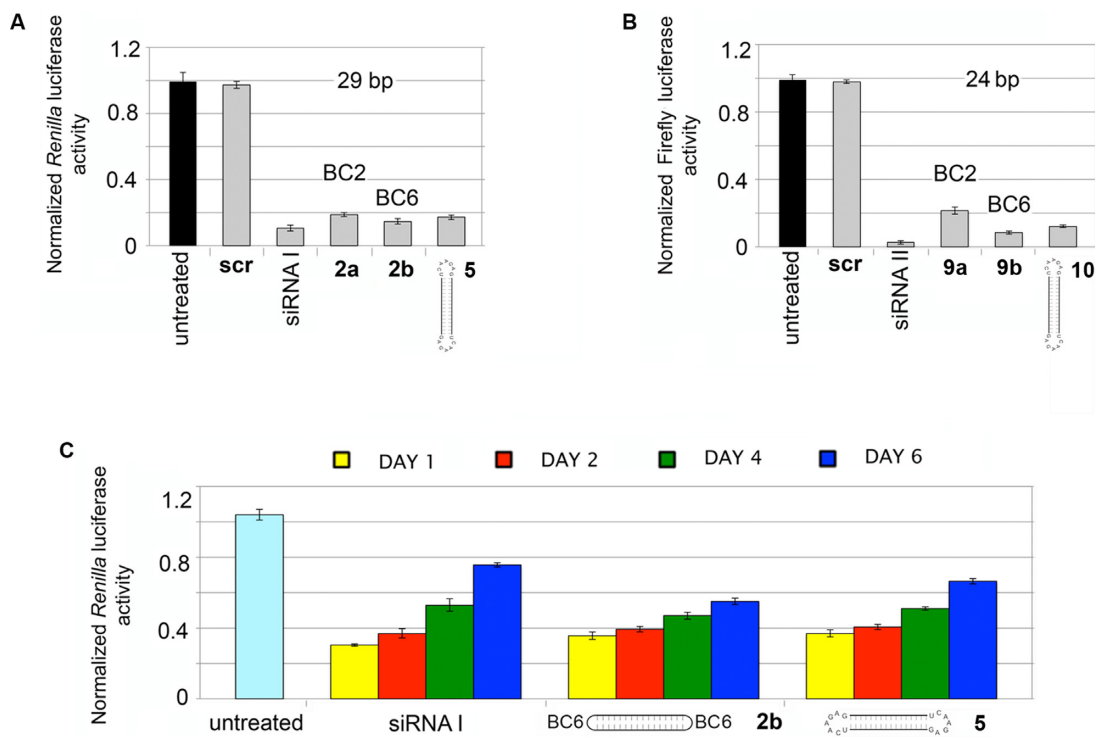 A
Normalized Renilla luciferase
activity
1.2
0.8
0.4
0
29 bp
BC2
BC6
untreated
scr
siRNA I
2a
2b
5
B
Normalized Firefly luciferase
activity
1.2
0.8
0.4
0
24 bp
BC2
BC6
untreated
scr
siRNA II
9a
9b
10
C
DAY 1
DAY 2
DAY 4
DAY 6
Normalized Renilla luciferase
activity
1.2
0.8
0.4
0
untreated
siRNA I
BC6
BC6
2b
5